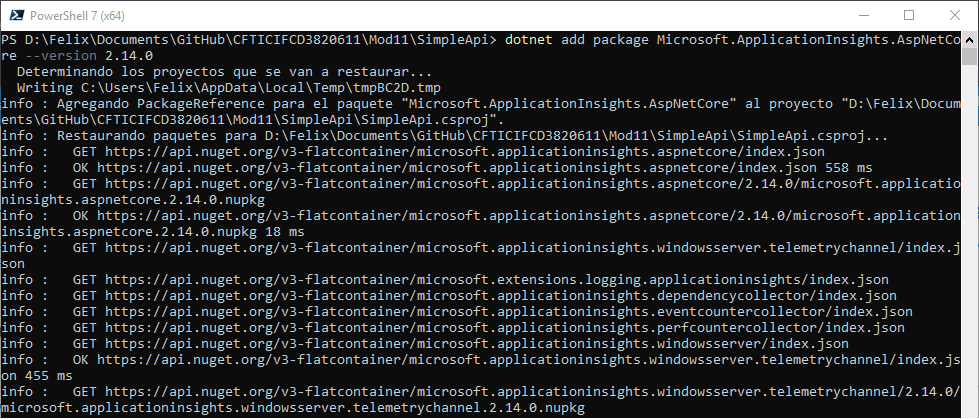 PowerShell 7 (x64)
PS D:\Felix\Documents\GitHub\CFTICIFCD3820611\Mod11\SimpleApi> dotnet add package Microsoft.ApplicationInsights.AspNetCo
re --version 2.14.0
  Determinando los proyectos que se van a restaurar...
  Writing C:\Users\Felix\AppData\Local\Temp\tmpBC2D.tmp
info : Agregando PackageReference para el paquete "Microsoft.ApplicationInsights.AspNetCore" al proyecto "D:\Felix\Docum
ents\GitHub\CFTICIFCD3820611\Mod11\SimpleApi\SimpleApi.csproj".
info : Restaurando paquetes para D:\Felix\Documents\GitHub\CFTICIFCD3820611\Mod11\SimpleApi\SimpleApi.csproj...
info :   GET https://api.nuget.org/v3-flatcontainer/microsoft.applicationinsights.aspnetcore/index.json
info :   OK https://api.nuget.org/v3-flatcontainer/microsoft.applicationinsights.aspnetcore/index.json 558 ms
info :   GET https://api.nuget.org/v3-flatcontainer/microsoft.applicationinsights.aspnetcore/2.14.0/microsoft.applicatio
ninsights.aspnetcore.2.14.0.nupkg
info :   OK https://api.nuget.org/v3-flatcontainer/microsoft.applicationinsights.aspnetcore/2.14.0/microsoft.application
insights.aspnetcore.2.14.0.nupkg 18 ms
info :   GET https://api.nuget.org/v3-flatcontainer/microsoft.applicationinsights.windowsserver.telemetrychannel/index.j
son
info :   GET https://api.nuget.org/v3-flatcontainer/microsoft.extensions.logging.applicationinsights/index.json
info :   GET https://api.nuget.org/v3-flatcontainer/microsoft.applicationinsights.dependencycollector/index.json
info :   GET https://api.nuget.org/v3-flatcontainer/microsoft.applicationinsights.eventcountercollector/index.json
info :   GET https://api.nuget.org/v3-flatcontainer/microsoft.applicationinsights.perfcountercollector/index.json
info :   GET https://api.nuget.org/v3-flatcontainer/microsoft.applicationinsights.windowsserver/index.json
info :   OK https://api.nuget.org/v3-flatcontainer/microsoft.applicationinsights.windowsserver.telemetrychannel/index.js
on 455 ms
info :   GET https://api.nuget.org/v3-flatcontainer/microsoft.applicationinsights.windowsserver.telemetrychannel/2.14.0/
microsoft.applicationinsights.windowsserver.telemetrychannel.2.14.0.nupkg